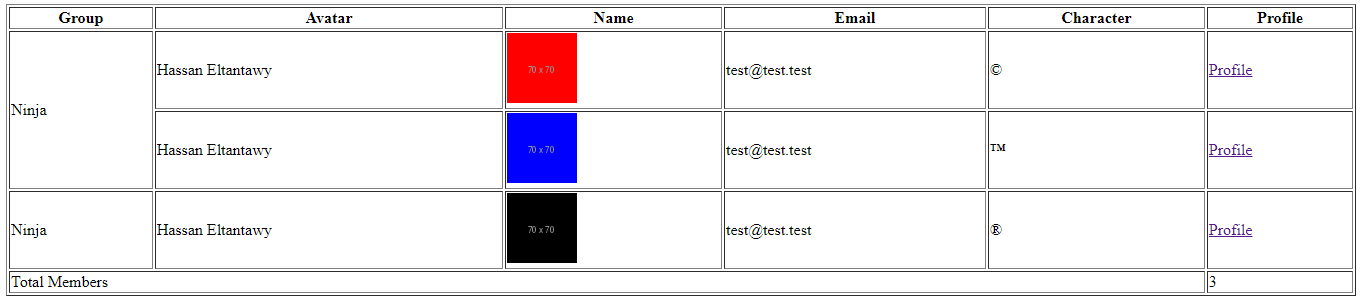 Group Avatar Name Email Character Profile
Hassan Eltantawy 70 x 70 test@test.test © Profile
Ninja
Hassan Eltantawy 70 x 70 test@test.test ™ Profile
Ninja Hassan Eltantawy 70 x 70 test@test.test ® Profile
Total Members 3